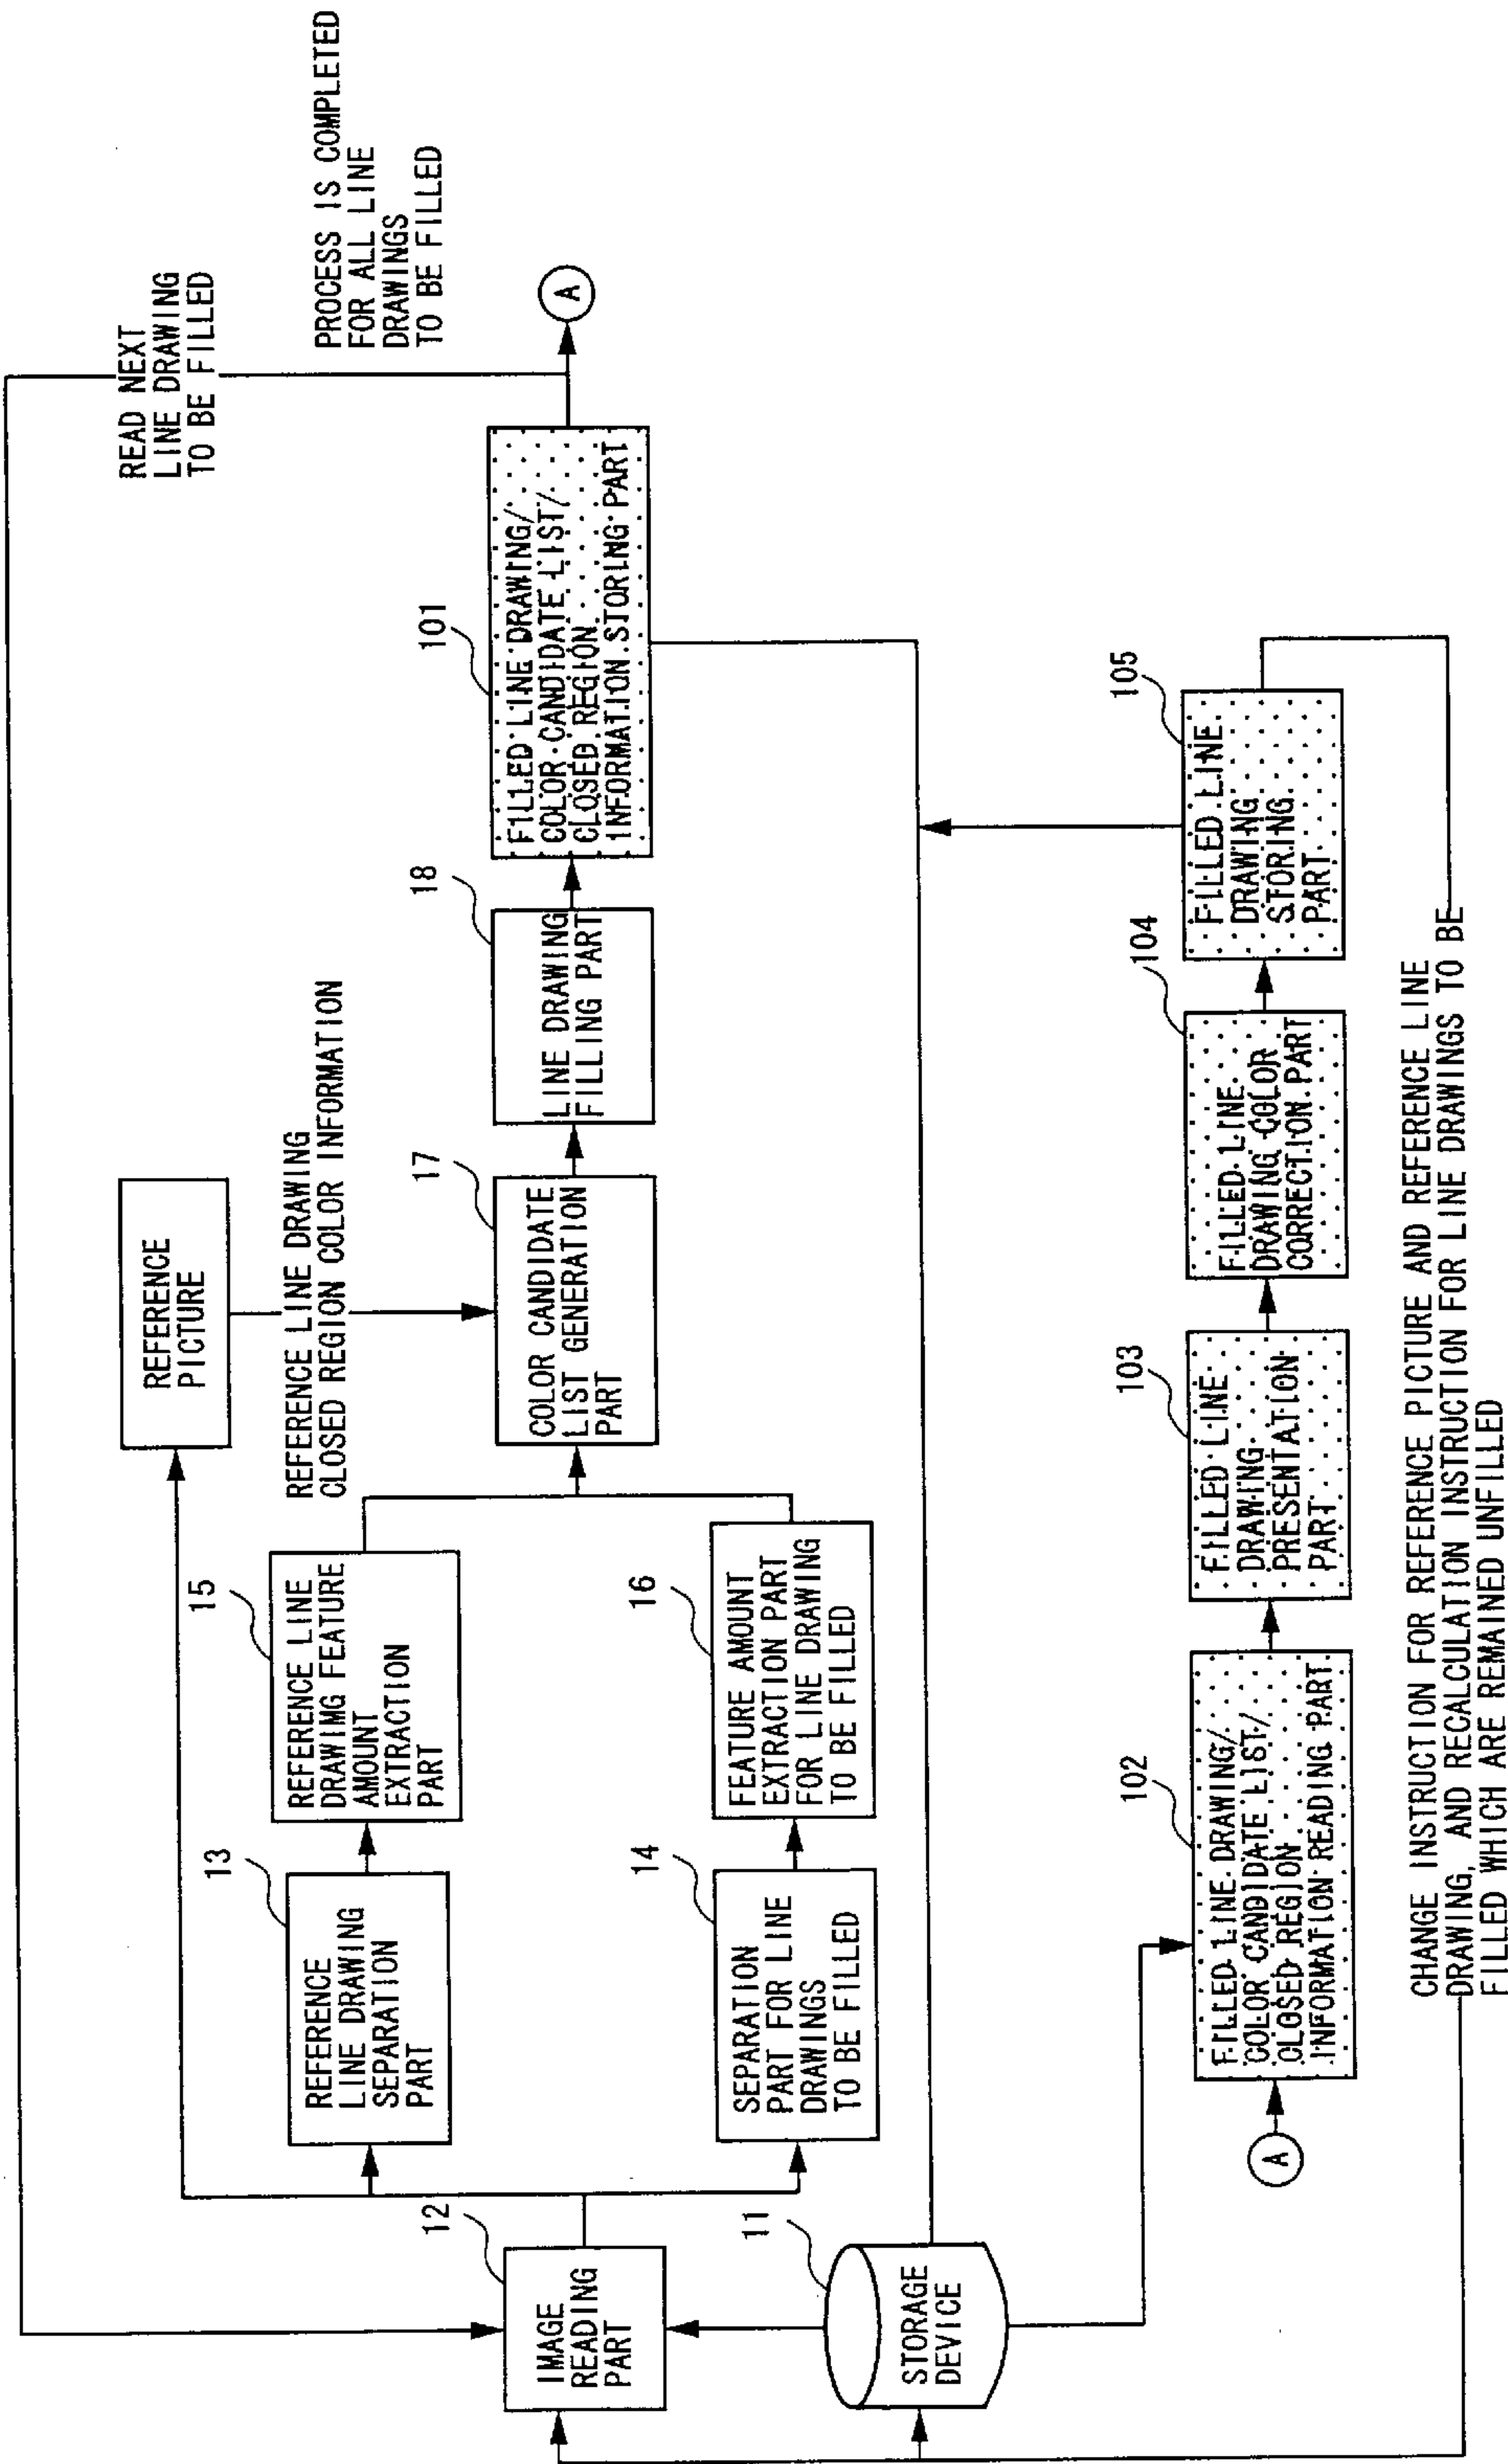 READ NEXT
LINE DRAWING
TO BE FILLED
PROCESS IS COMPLETED
FOR ALL LINE
DRAWINGS
TO BE FILLED
REFERENCE
PICTURE
REFERENCE LINE DRAWING
CLOSED REGION COLOR INFORMATION
12
IMAGE
READING
PART
13
REFERENCE
LINE DRAWING
SEPARATION
PART
15
REFERENCE LINE
DRAWIMG FEATURE
AMOUNT
EXTRACTION
PART
14
SEPARATION
PART FOR LINE
DRAWINGS
TO BE FILLED
16
FEATURE AMOUNT
EXTRACTION PART
FOR LINE DRAWING
TO BE FILLED
17
COLOR CANDIDATE
LIST GENERATION
PART
18
LINE DRAWING
FILLING PART
101
FILLED LINE DRAWING/
COLOR CANDIDATE LIST/
CLOSED REGION
INFORMATION STORING PART
A
11
STORAGE
DEVICE
A
102
FILLED LINE DRAWING/
COLOR CANDIDATE LIST/
CLOSED REGION
INFORMATION READING PART
103
FILLED LINE
DRAWING
PRESENTATION
PART
104
FILLED LINE
DRAWING COLOR
CORRECTION PART
105
FILLED LINE
DRAWING
STORING
PART
CHANGE INSTRUCTION FOR REFERENCE PICTURE AND REFERENCE LINE
DRAWING, AND RECALCULATION INSTRUCTION FOR LINE DRAWINGS TO BE
FILLED WHICH ARE REMAINED UNFILLED